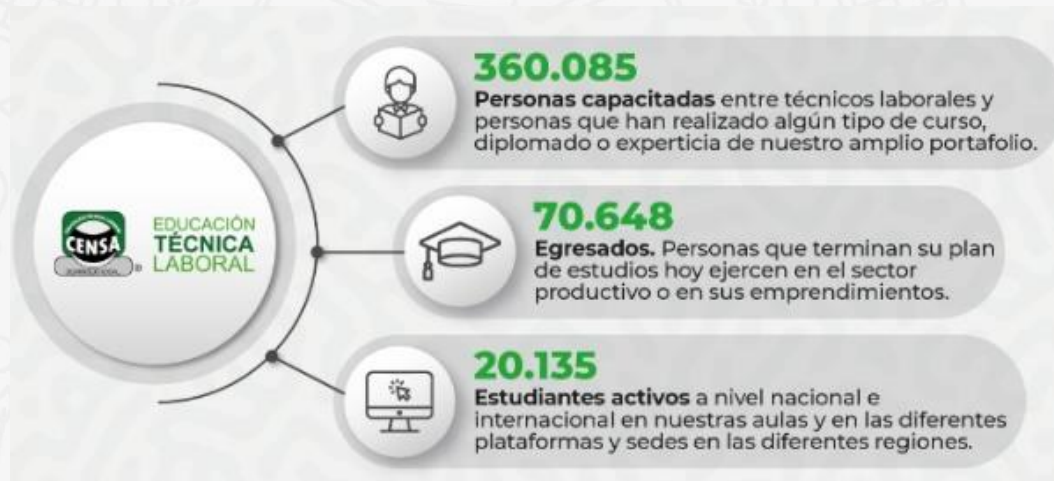 360.085
Personas capacitadas entre técnicos laborales y
personas que han realizado algún tipo de curso,
diplomado o experticia de nuestro amplio portafolio.
CENSA
EDUCACIÓN
TÉCNICA
LABORAL
®
70.648
Egresados. Personas que terminan su plan
de estudios hoy ejercen en el sector
productivo o en sus emprendimientos.
20.135
Estudiantes activos a nivel nacional e
internacional en nuestras aulas y en las diferentes
plataformas y sedes en las diferentes regiones.